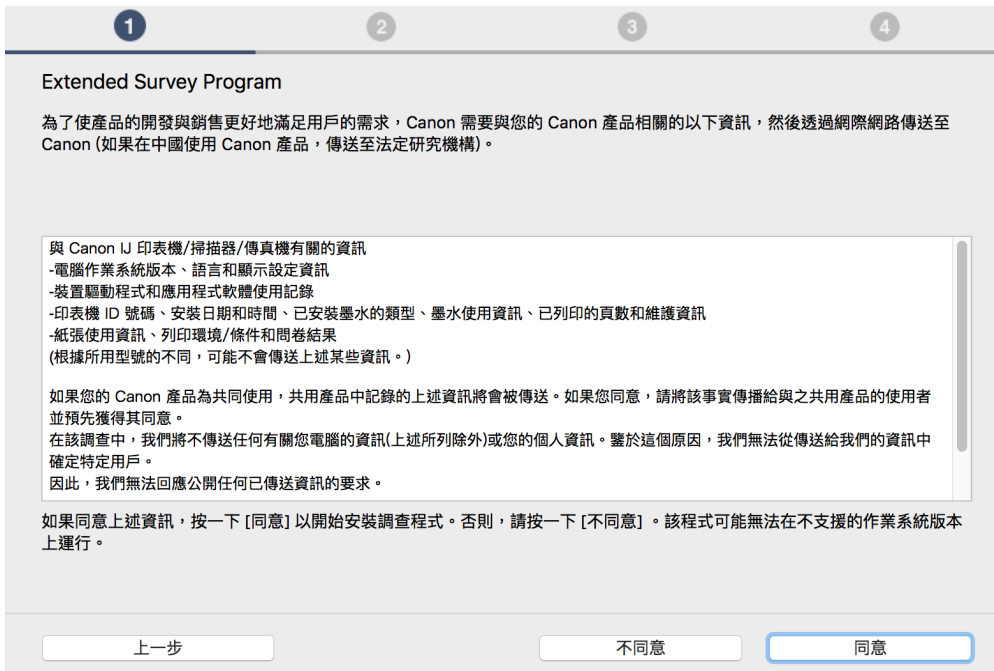 1
2
3
4
Extended Survey Program
為了使產品的開發與銷售更好地滿足用戶的需求，Canon 需要與您的 Canon 產品相關的以下資訊，然後透過網際網路傳送至
Canon (如果在中國使用 Canon 產品，傳送至法定研究機構)。
與 Canon IJ 印表機/掃描器/傳真機有關的資訊
-電腦作業系統版本、語言和顯示設定資訊
-裝置驅動程式和應用程式軟體使用記錄
-印表機 ID 號碼、安裝日期和時間、已安裝墨水的類型、墨水使用資訊、已列印的頁數和維護資訊
-紙張使用資訊、列印環境/條件和問卷結果
(根據所用型號的不同，可能不會傳送上述某些資訊。)
如果您的 Canon 產品為共同使用，共用產品中記錄的上述資訊將會被傳送。如果您同意，請將該事實傳播給與之共用產品的使用者
並預先獲得其同意。
在該調查中，我們將不傳送任何有關您電腦的資訊(上述所列除外)或您的個人資訊。鑒於這個原因，我們無法從傳送給我們的資訊中
確定特定用戶。
因此，我們無法回應公開任何已傳送資訊的要求。
如果同意上述資訊，按一下 [同意] 以開始安裝調查程式。否則，請按一下 [不同意] 。該程式可能無法在不支援的作業系統版本
上運行。
上一步
不同意
同意